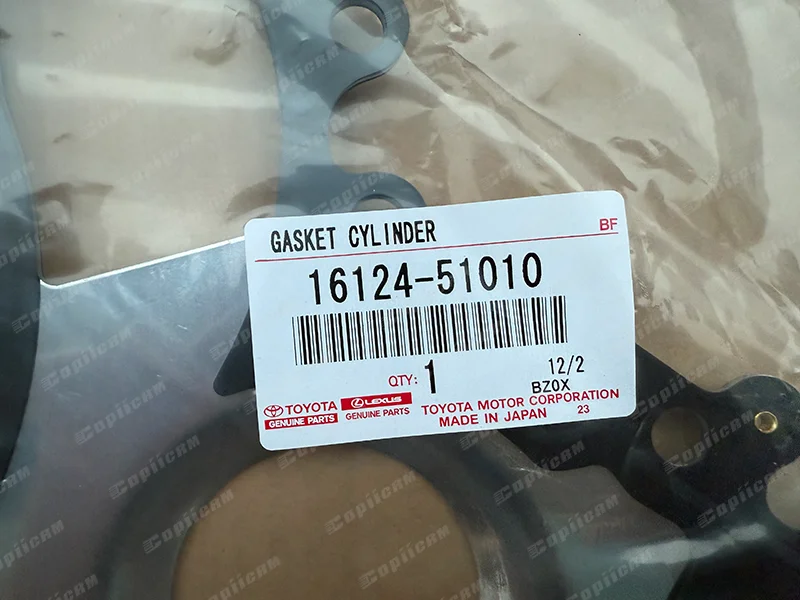 GASKET CYLINDER
BF
16124-51010
QTY: 1
12/2
BZ0X
TOYOTA
GENUINE PARTS
LEXUS
GENUINE PARTS
TOYOTA MOTOR CORPORATION
MADE IN JAPAN 23
CopiiCAM